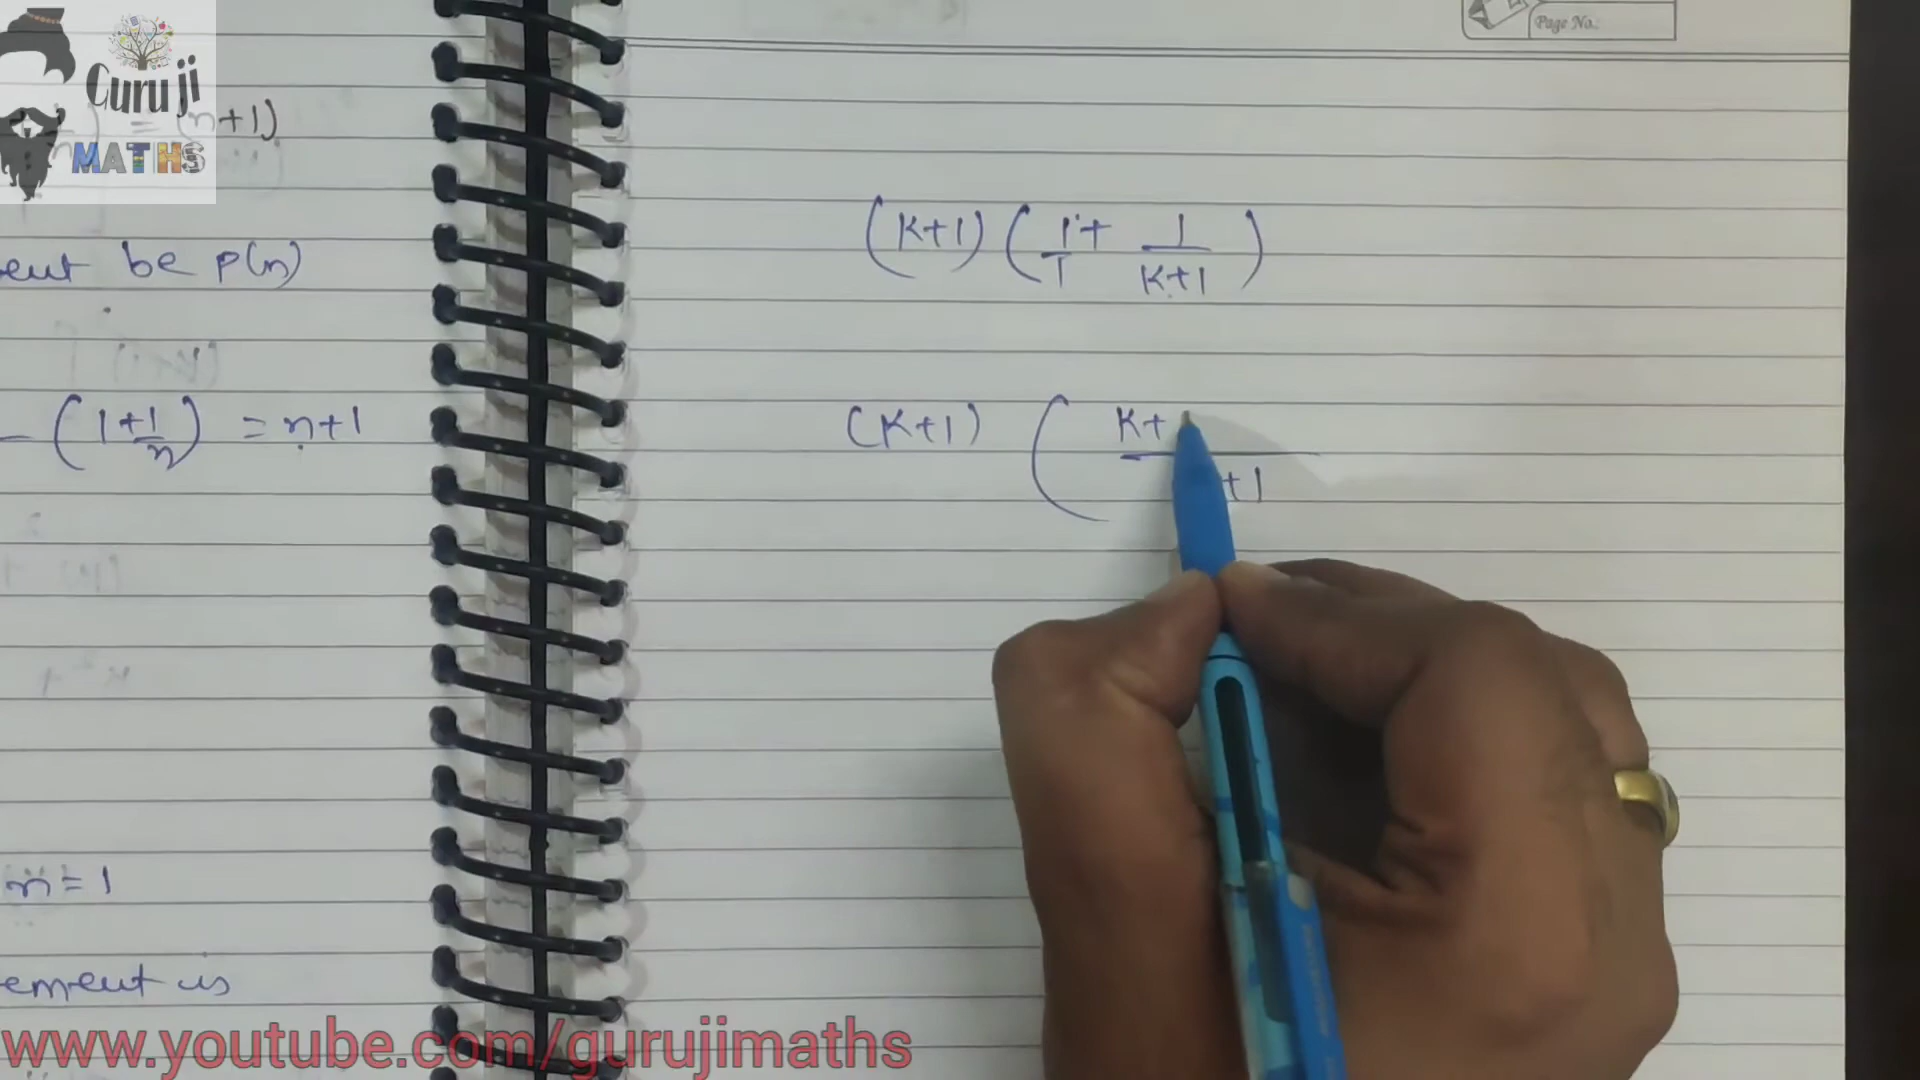 Guru ji
MATHS
n+1)
be p(n)
(1+1/n) = n+1
n=1
ement is
Page No.:
(K+1) (1/1 + 1/K+1)
(K+1) (K+
+1
www.youtube.com/gurujimaths